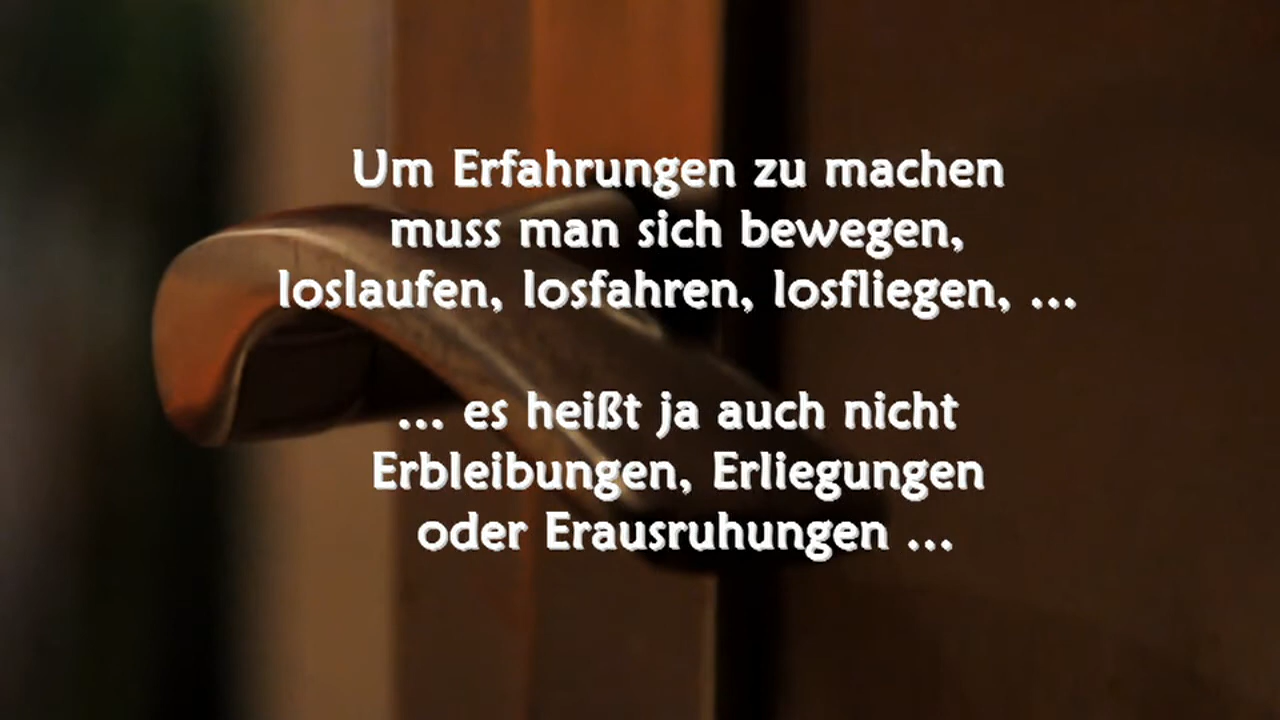 Um Erfahrungen zu machen
muss man sich bewegen,
loslaufen, losfahren, losfliegen, ...
... es heißt ja auch nicht
Erbleibungen, Erliegungen
oder Erausruhungen ...